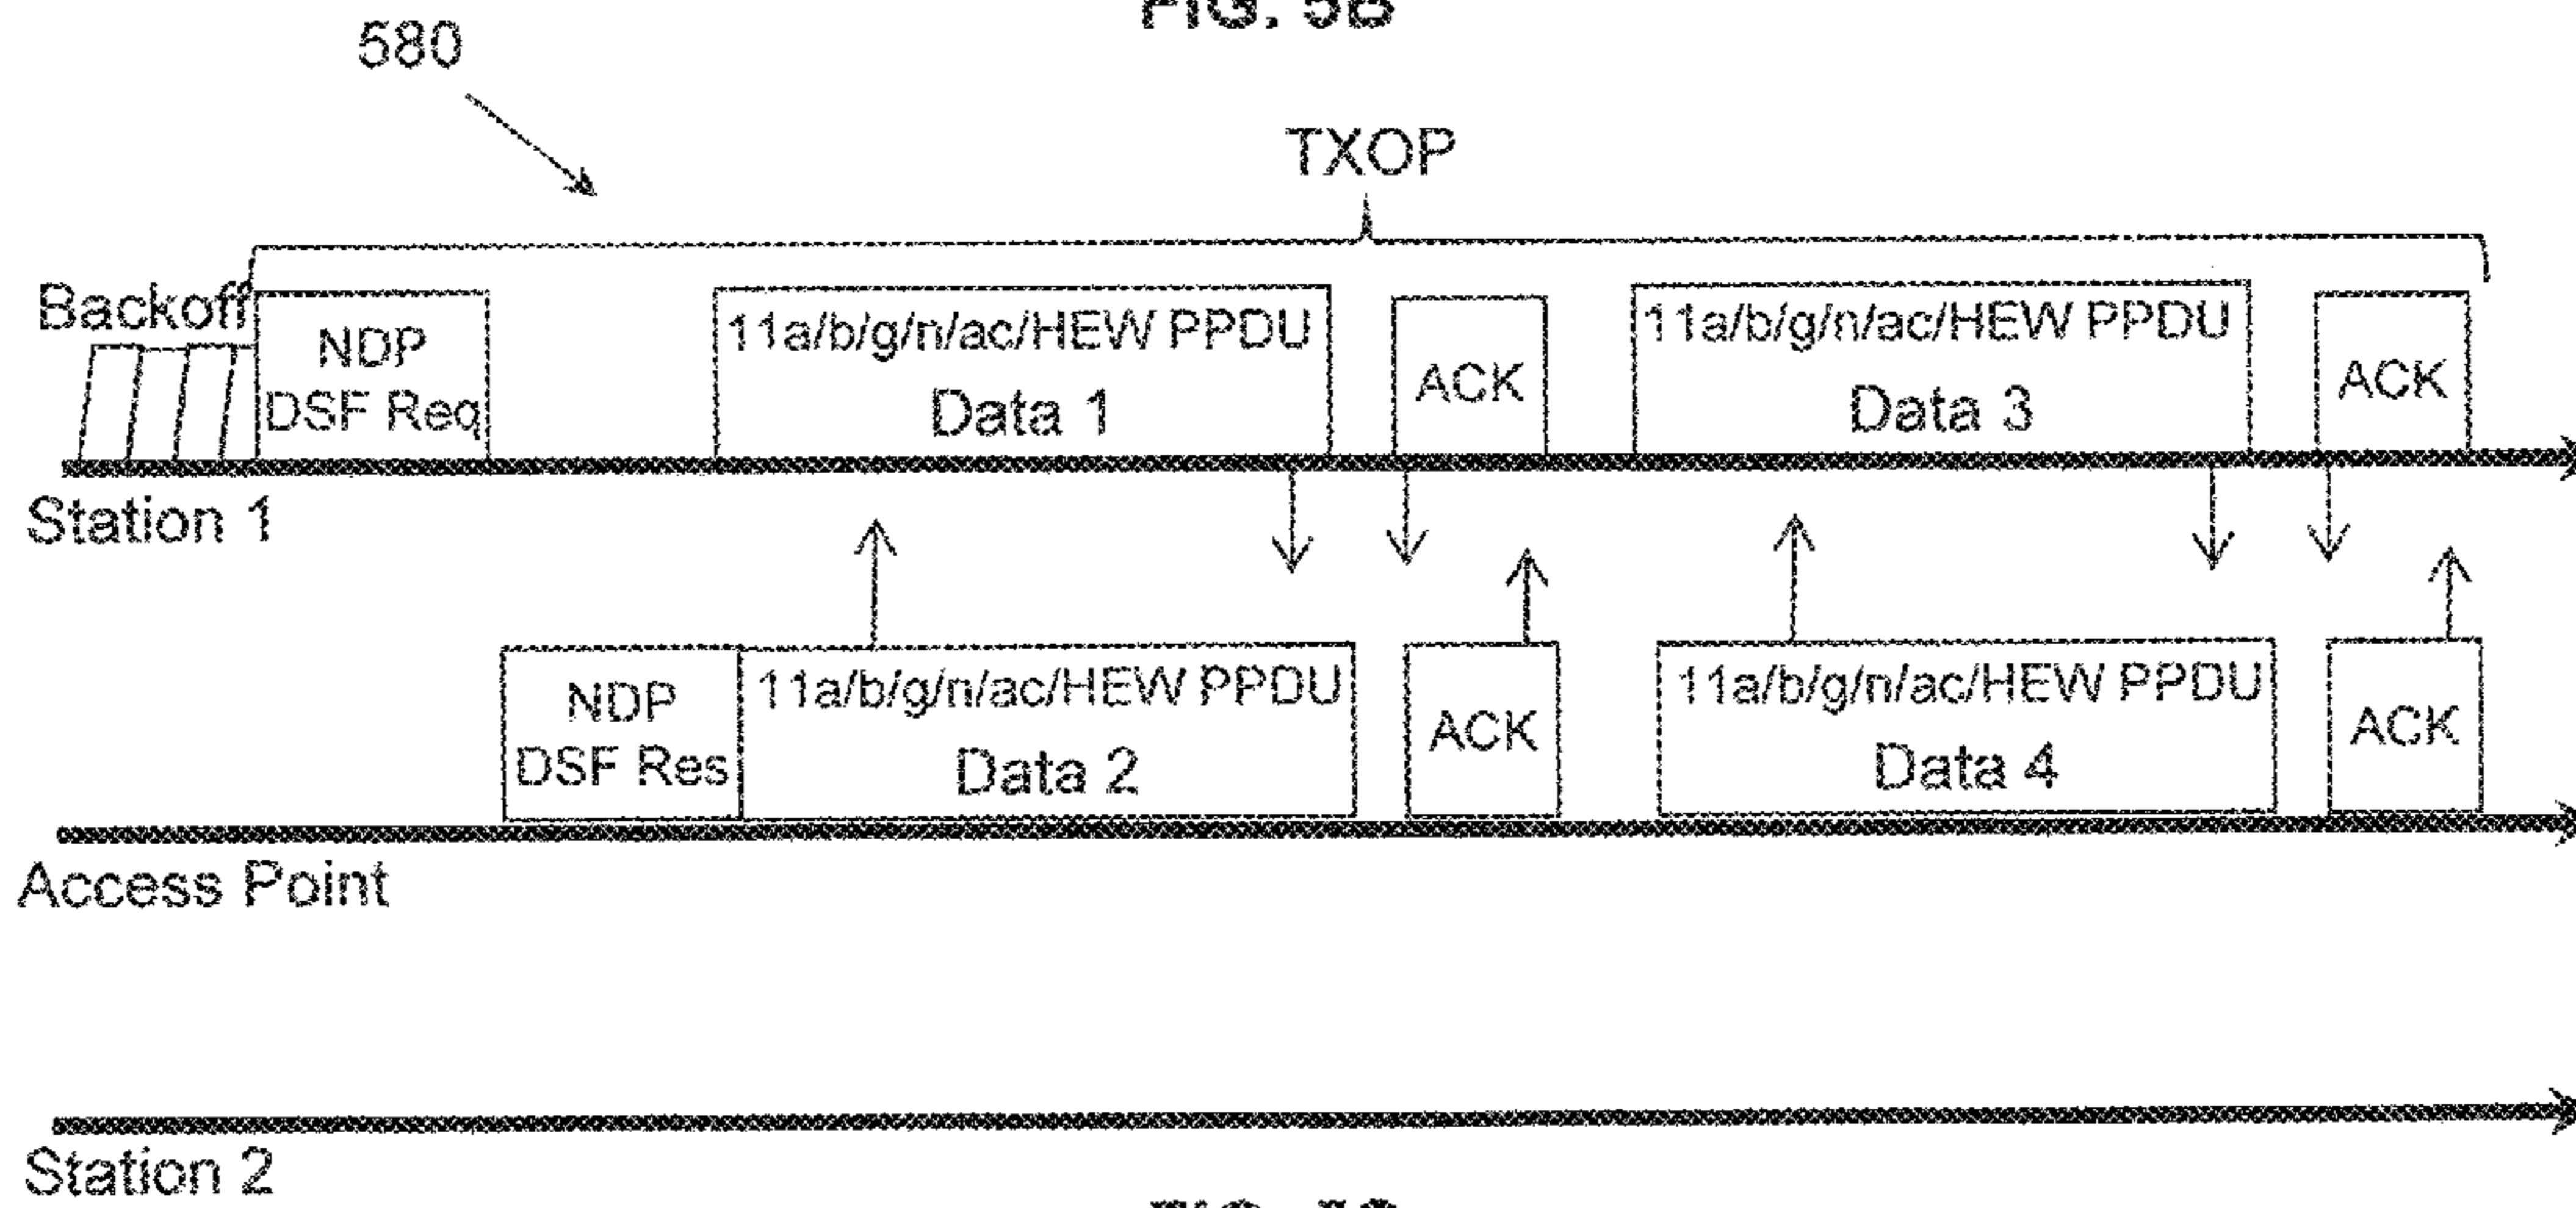 FIG. 5B
580
TXOP
Backoff
NDP
DSF Req
11a/b/g/n/ac/HEW PPDU
Data 1
ACK
11a/b/g/n/ac/HEW PPDU
Data 3
ACK
Station 1
NDP
DSF Res
11a/b/g/n/ac/HEW PPDU
Data 2
ACK
11a/b/g/n/ac/HEW PPDU
Data 4
ACK
Access Point
Station 2